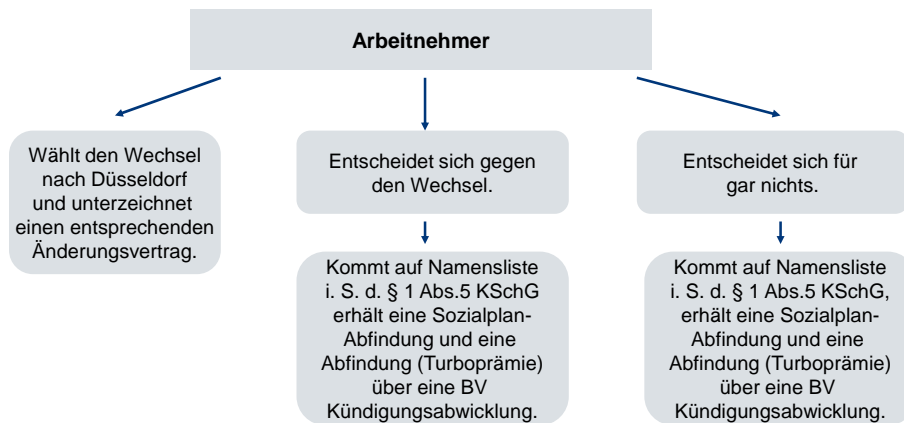 Arbeitnehmer
Wählt den Wechsel
nach Düsseldorf
und unterzeichnet
einen entsprechenden
Änderungsvertrag.
Entscheidet sich gegen
den Wechsel.
Entscheidet sich für
gar nichts.
Kommt auf Namensliste
i. S. d. § 1 Abs.5 KSchG
erhält eine Sozialplan-
Abfindung und eine
Abfindung (Turboprämie)
über eine BV
Kündigungsabwicklung.
Kommt auf Namensliste
i. S. d. § 1 Abs.5 KSchG,
erhält eine Sozialplan-
Abfindung und eine
Abfindung (Turboprämie)
über eine BV
Kündigungsabwicklung.